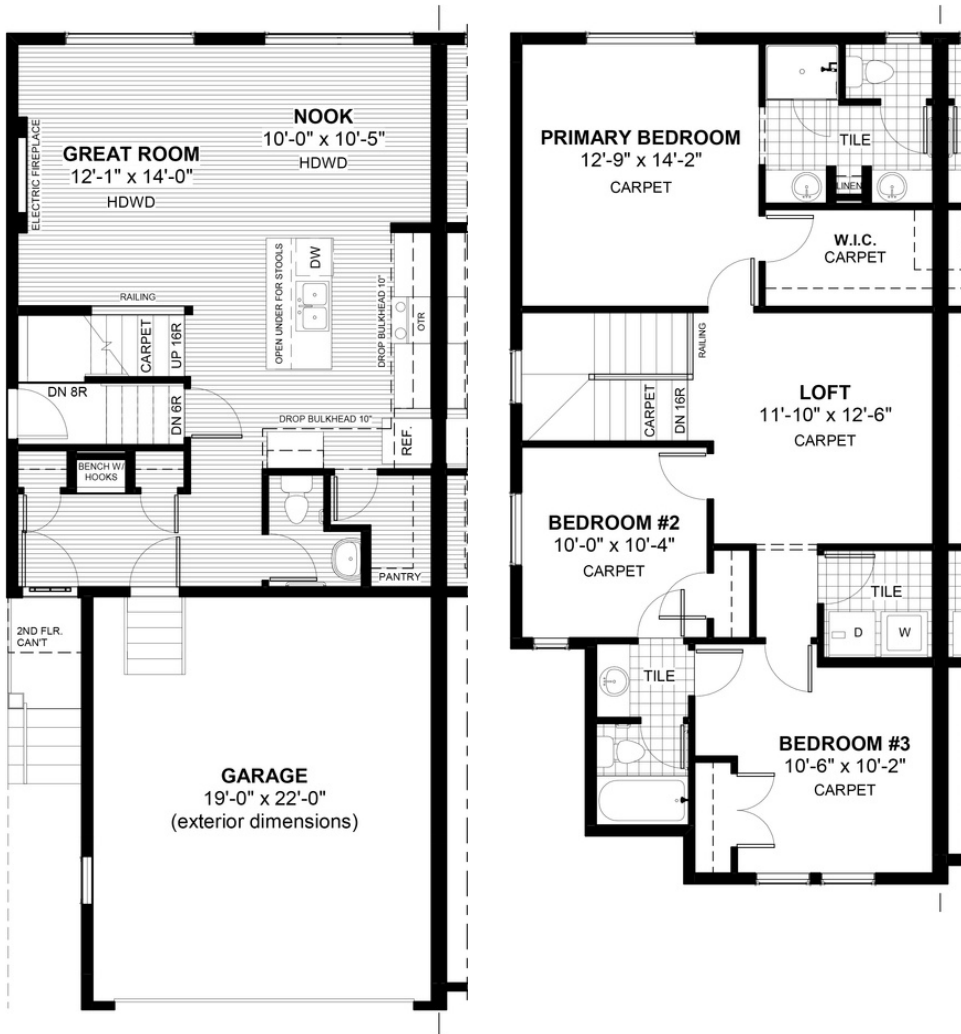 NOOK
10'-0" x 10'-5"
HDWD
GREAT ROOM
12'-1" x 14'-0"
HDWD
ELECTRIC FIREPLACE
DW
OPEN UNDER FOR STOOLS
DROP BULKHEAD 10"
OTR
RAILING
CARPET
UP 16R
DN 8R
DN 6R
DROP BULKHEAD 10"
REF.
BENCH W/
HOOKS
PANTRY
2ND FLR.
CAN'T
GARAGE
19'-0" x 22'-0"
(exterior dimensions)
PRIMARY BEDROOM
12'-9" x 14'-2"
CARPET
TILE
LINEN
W.I.C.
CARPET
RAILING
CARPET
DN 16R
LOFT
11'-10" x 12'-6"
CARPET
BEDROOM #2
10'-0" x 10'-4"
CARPET
TILE
D
W
TILE
BEDROOM #3
10'-6" x 10'-2"
CARPET